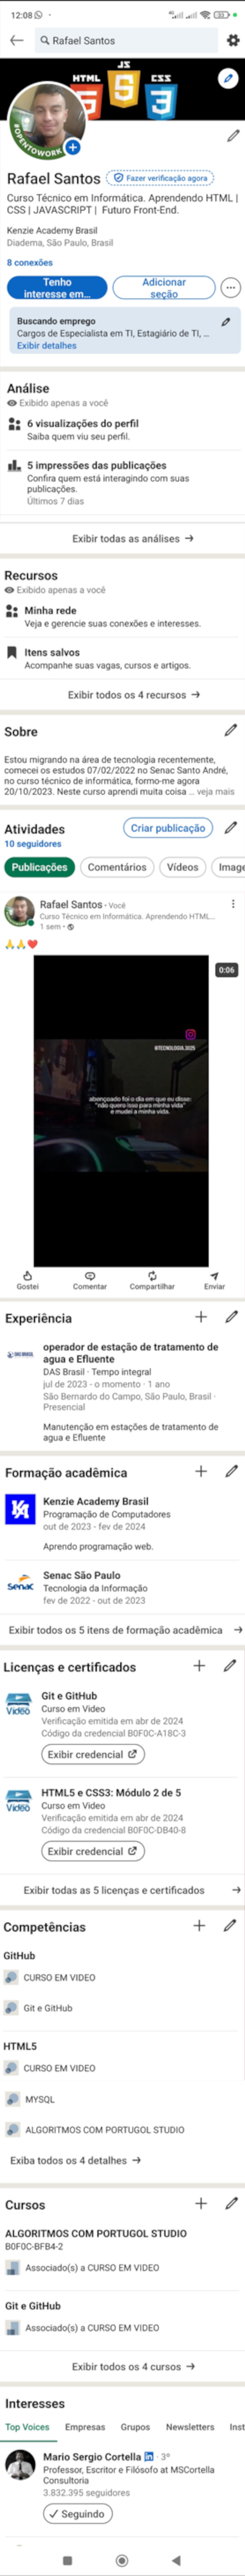 12:08
33
Rafael Santos
JS
HTML
CSS
5
5
3
#OPENTOWORK
Rafael Santos
Fazer verificação agora
Curso Técnico em Informática. Aprendendo HTML |
CSS | JAVASCRIPT | Futuro Front-End.
Kenzie Academy Brasil
Diadema, São Paulo, Brasil
8 conexões
Tenho
interesse em...
Adicionar
seção
Buscando emprego
Cargos de Especialista em TI, Estagiário de TI, ...
Exibir detalhes
Análise
Exibido apenas a você
6 visualizações do perfil
Saiba quem viu seu perfil.
5 impressões das publicações
Confira quem está interagindo com suas
publicações.
Últimos 7 dias
Exibir todas as análises →
Recursos
Exibido apenas a você
Minha rede
Veja e gerencie suas conexões e interesses.
Itens salvos
Acompanhe suas vagas, cursos e artigos.
Exibir todos os 4 recursos →
Sobre
Estou migrando na área de tecnologia recentemente,
comecei os estudos 07/02/2022 no Senac Santo André,
no curso técnico de informática, formo-me agora
20/10/2023. Neste curso aprendi muita coisa ... veja mais
Atividades
Criar publicação
10 seguidores
Publicações
Comentários
Vídeos
Image
Rafael Santos • Você
Curso Técnico em Informática. Aprendendo HTML...
1 sem •
🙏🙏❤️
0:06
@TECNOLOGIA.3025
abençoado foi o dia em que eu disse:
"não quero isso para minha vida"
e mudei a minha vida.
Gostei
Comentar
Compartilhar
Enviar
Experiência
DAS BRASIL
operador de estação de tratamento de
agua e Efluente
DAS Brasil · Tempo integral
jul de 2023 - o momento · 1 ano
São Bernardo do Campo, São Paulo, Brasil ·
Presencial
Manutenção em estações de tratamento de
agua e Efluente
Formação acadêmica
Kenzie Academy Brasil
Programação de Computadores
out de 2023 - fev de 2024
Aprendo programação web.
senac
Senac São Paulo
Tecnologia da Informação
fev de 2022 - out de 2023
Exibir todos os 5 itens de formação acadêmica →
Licenças e certificados
Vídeo
Git e GitHub
Curso em Video
Verificação emitida em abr de 2024
Código da credencial B0F0C-A18C-3
Exibir credencial
Vídeo
HTML5 e CSS3: Módulo 2 de 5
Curso em Video
Verificação emitida em abr de 2024
Código da credencial B0F0C-DB40-8
Exibir credencial
Exibir todas as 5 licenças e certificados →
Competências
GitHub
CURSO EM VIDEO
Git e GitHub
HTML5
CURSO EM VIDEO
MYSQL
ALGORITMOS COM PORTUGOL STUDIO
Exiba todos os 4 detalhes →
Cursos
ALGORITMOS COM PORTUGOL STUDIO
B0F0C-BFB4-2
Associado(s) a CURSO EM VIDEO
Git e GitHub
Associado(s) a CURSO EM VIDEO
Exibir todos os 4 cursos →
Interesses
Top Voices
Empresas
Grupos
Newsletters
Inst
Mario Sergio Cortella in · 3º
Professor, Escritor e Filósofo at MSCortella
Consultoria
3.832.395 seguidores
✓ Seguindo